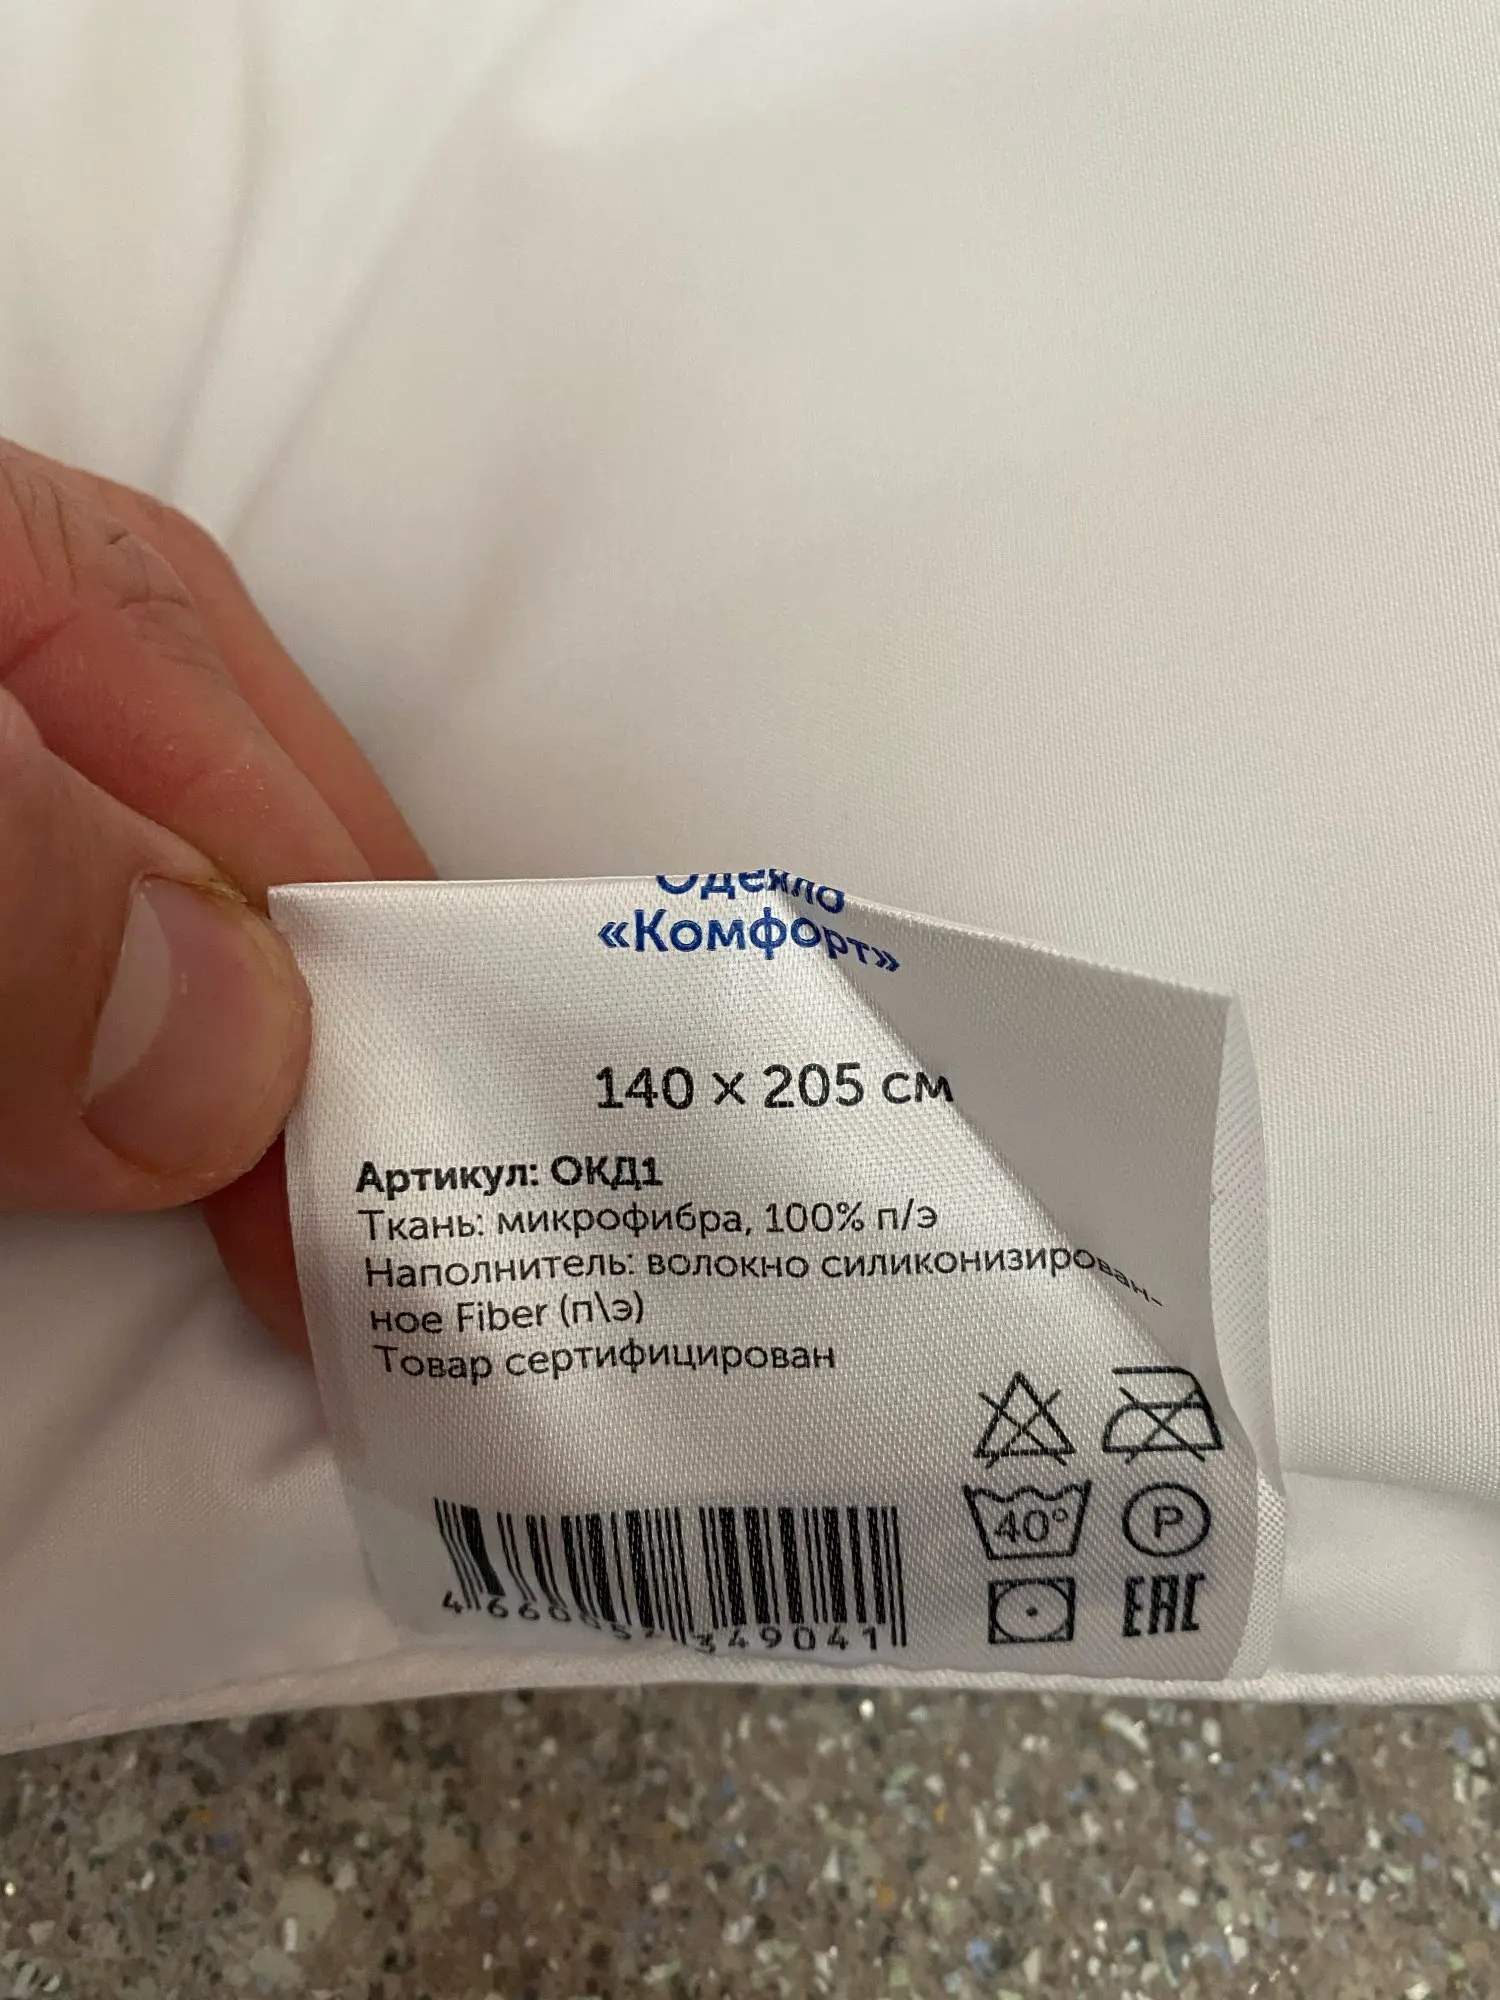 Одеяло
«Комфорт»
140 × 205 см
Артикул: ОКД1
Ткань: микрофибра, 100% п/э
Наполнитель: волокно силиконизирован-
ное Fiber (п\э)
Товар сертифицирован
40°
P
EAC
349041